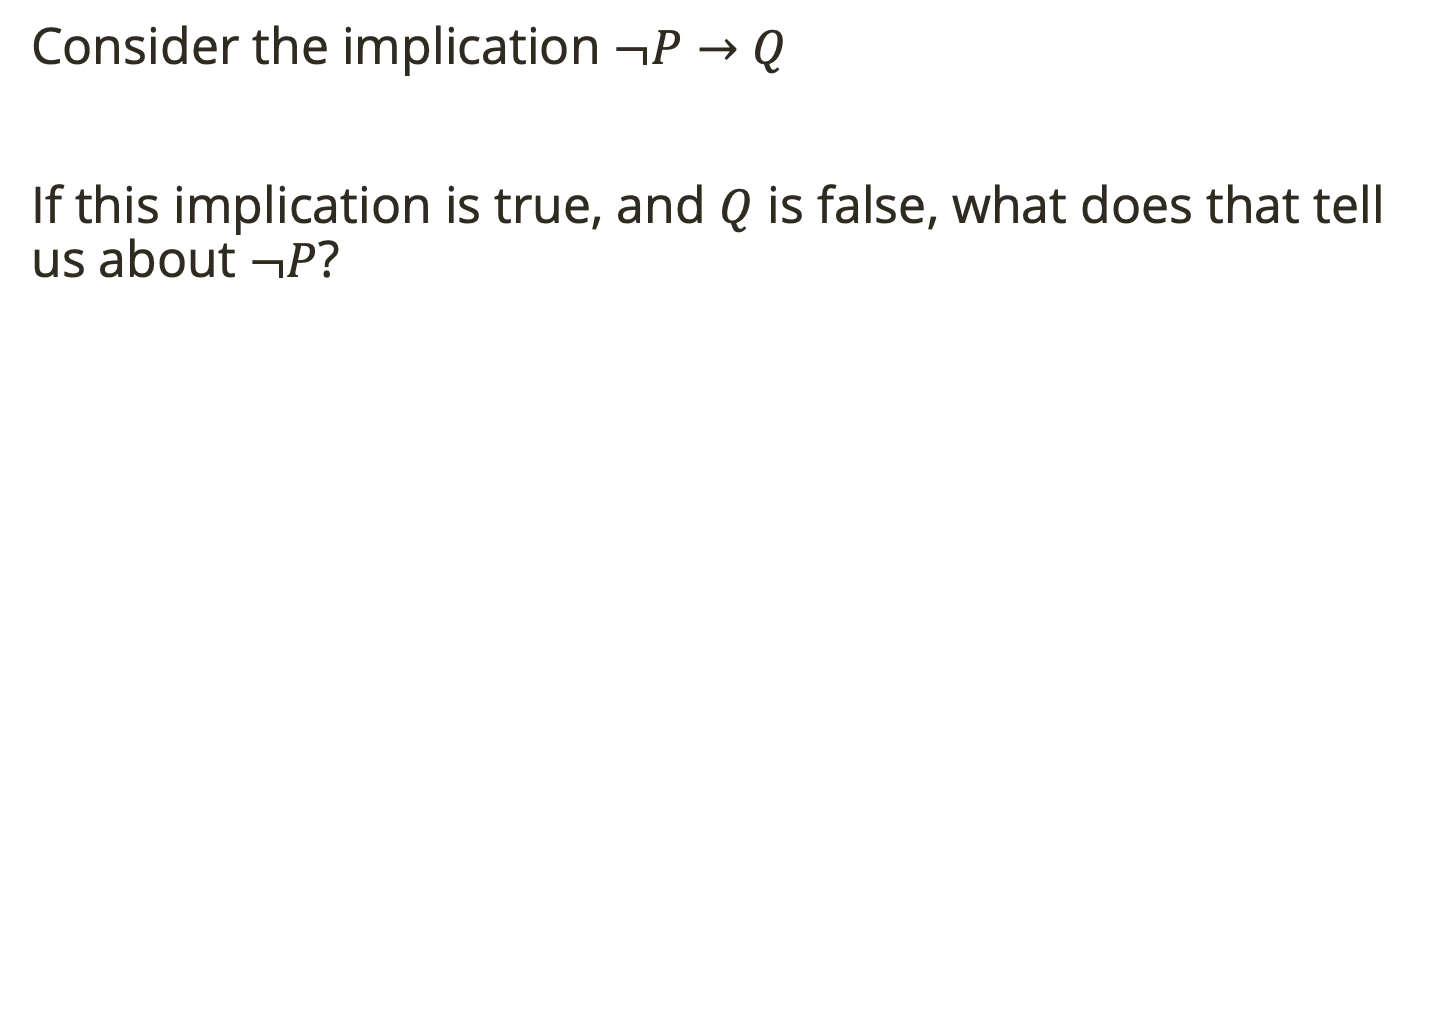 Consider the implication ¬P → Q
If this implication is true, and Q is false, what does that tell
us about ¬P?